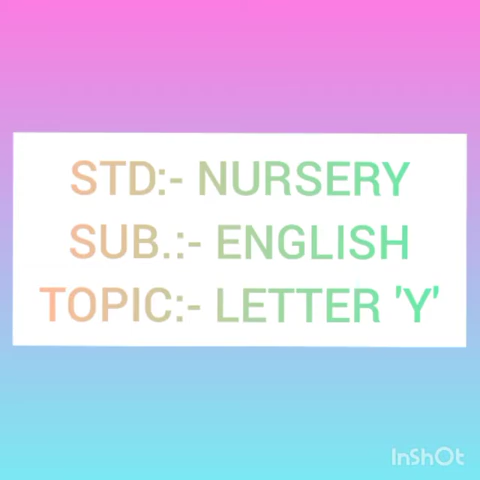 STD:- NURSERY
SUB.:- ENGLISH
TOPIC:- LETTER 'Y'
InShOt